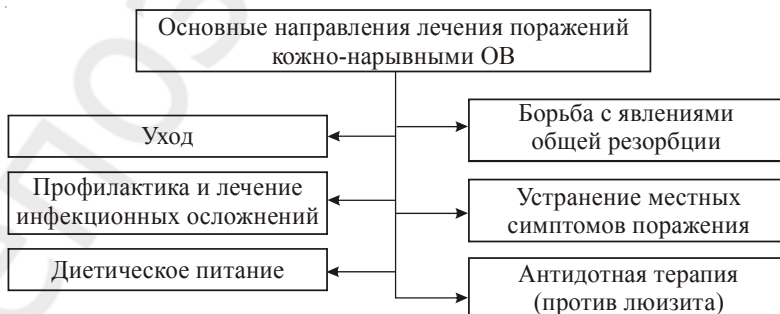 Основные направления лечения поражений
кожно-нарывными ОВ
Уход
Профилактика и лечение
инфекционных осложнений
Диетическое питание
Борьба с явлениями
общей резорбции
Устранение местных
симптомов поражения
Антидотная терапия
(против люизита)